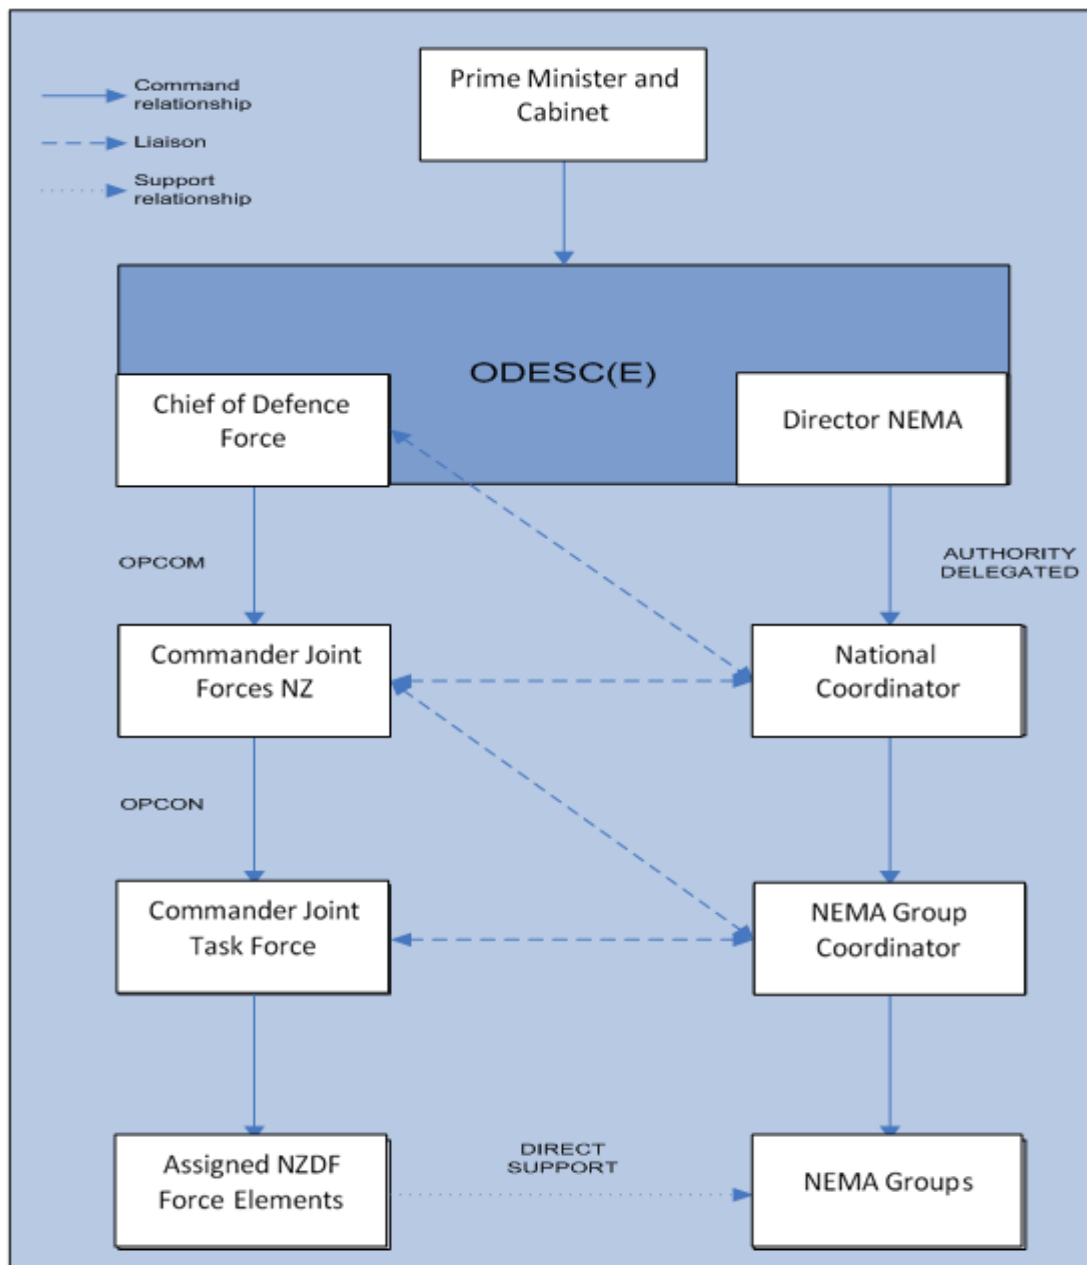 Prime Minister and
Cabinet
Command
relationship
Liaison
Support
relationship
ODESC(E)
Chief of Defence
Force
Director NEMA
OPCOM
AUTHORITY
DELEGATED
Commander Joint
Forces NZ
National
Coordinator
OPCON
Commander Joint
Task Force
NEMA Group
Coordinator
Assigned NZDF
Force Elements
DIRECT
SUPPORT
NEMA Groups